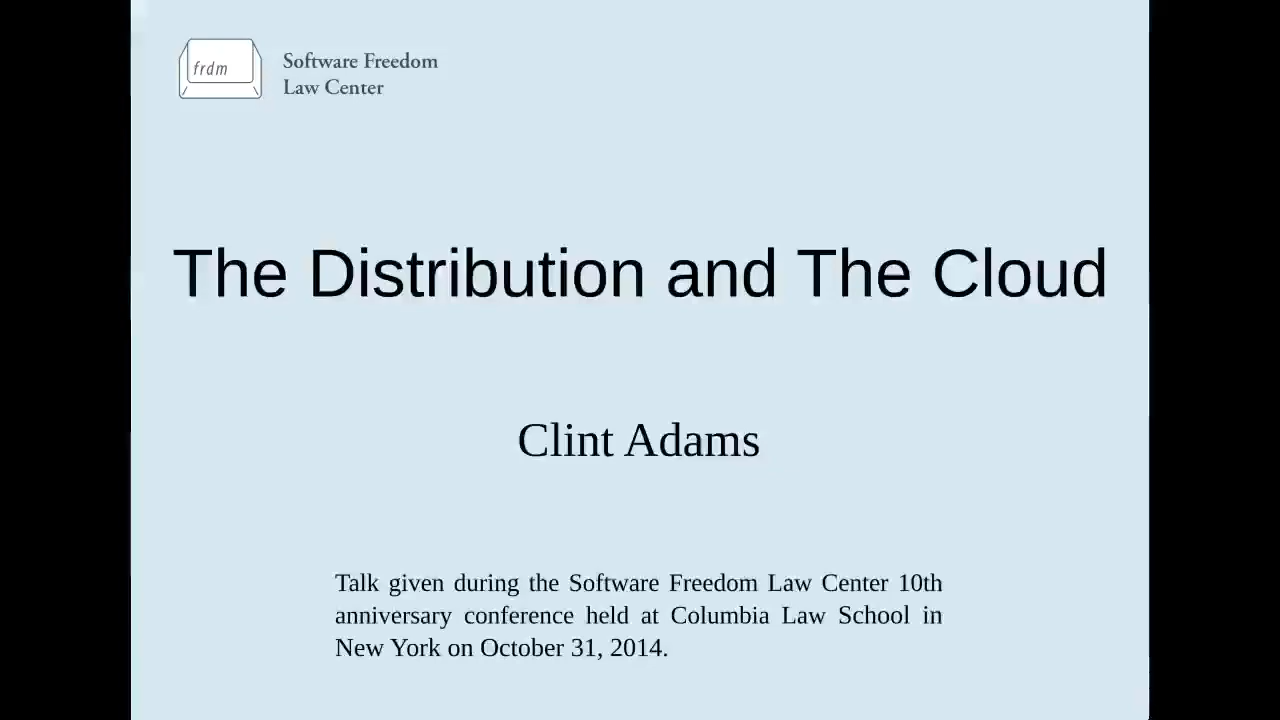 frdm
Software Freedom
Law Center
The Distribution and The Cloud
Clint Adams
Talk given during the Software Freedom Law Center 10th
anniversary conference held at Columbia Law School in
New York on October 31, 2014.